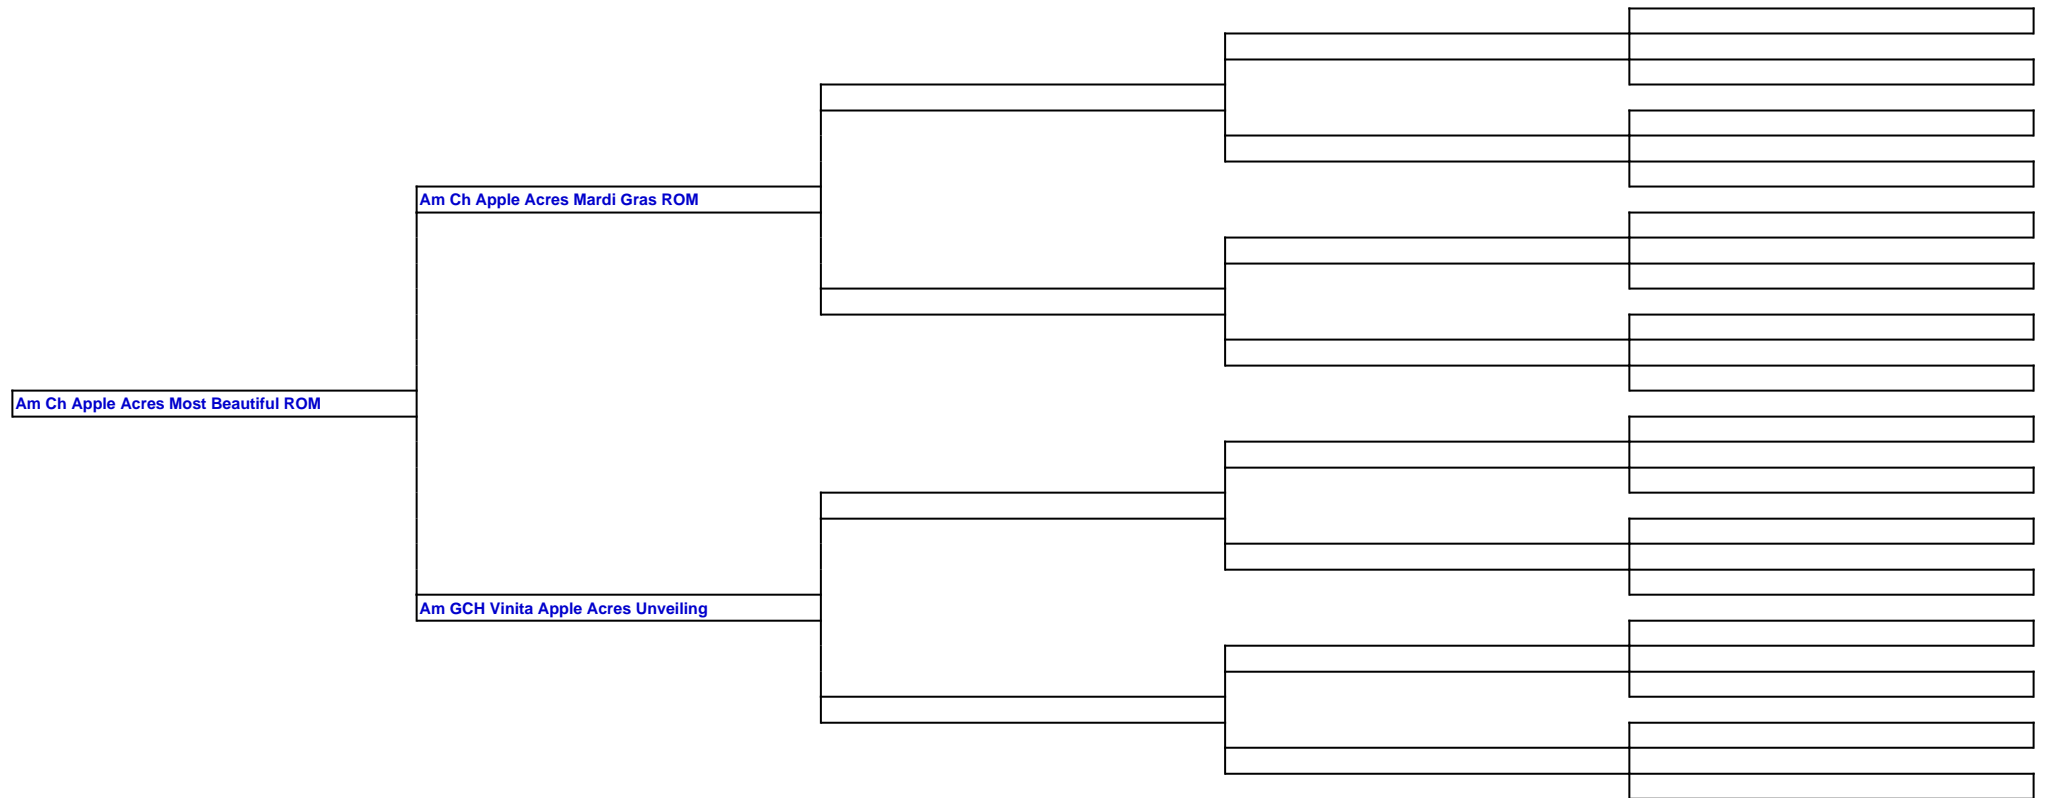 Am Ch Apple Acres Mardi Gras ROM
Am Ch Apple Acres Most Beautiful ROM
Am GCH Vinita Apple Acres Unveiling